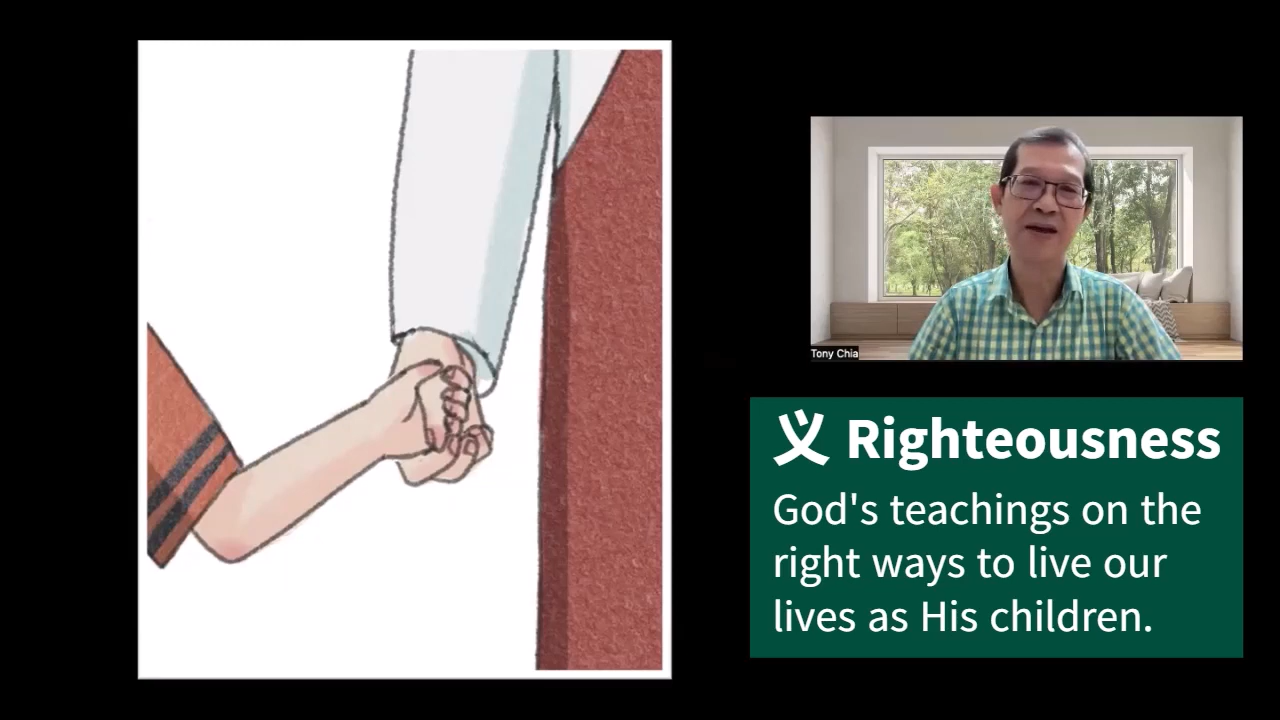 Tony Chia
义 Righteousness
God's teachings on the
right ways to live our
lives as His children.